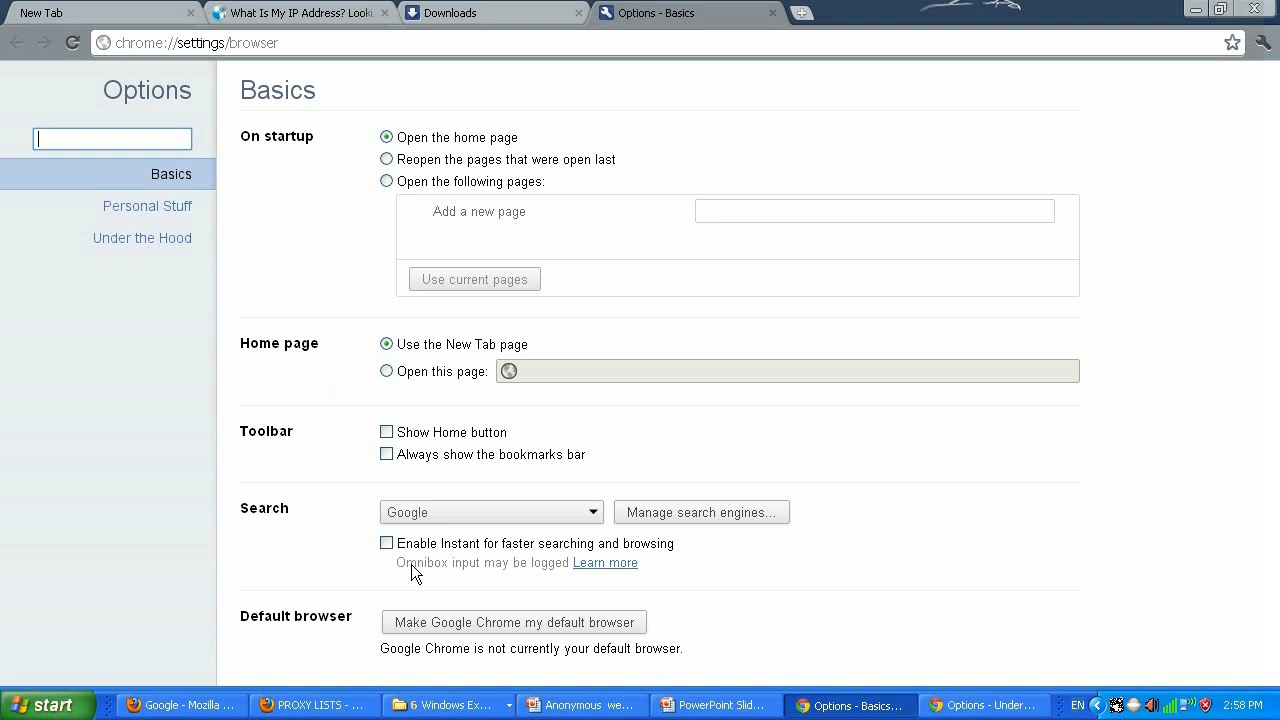 New Tab
What Is My IP Address? Looku
Downloads
Options - Basics
chrome://settings/browser
Options
Basics
Personal Stuff
Under the Hood
Basics
On startup
Open the home page
Reopen the pages that were open last
Open the following pages:
Add a new page
Use current pages
Home page
Use the New Tab page
Open this page:
Toolbar
Show Home button
Always show the bookmarks bar
Search
Google
Manage search engines...
Enable Instant for faster searching and browsing
Omnibox input may be logged Learn more
Default browser
Make Google Chrome my default browser
Google Chrome is not currently your default browser.
start
Google - Mozilla ...
PROXY LISTS - ...
6 Windows Ex...
Anonymous we...
PowerPoint Slid...
Options - Basics...
Options - Under...
EN
2:58 PM